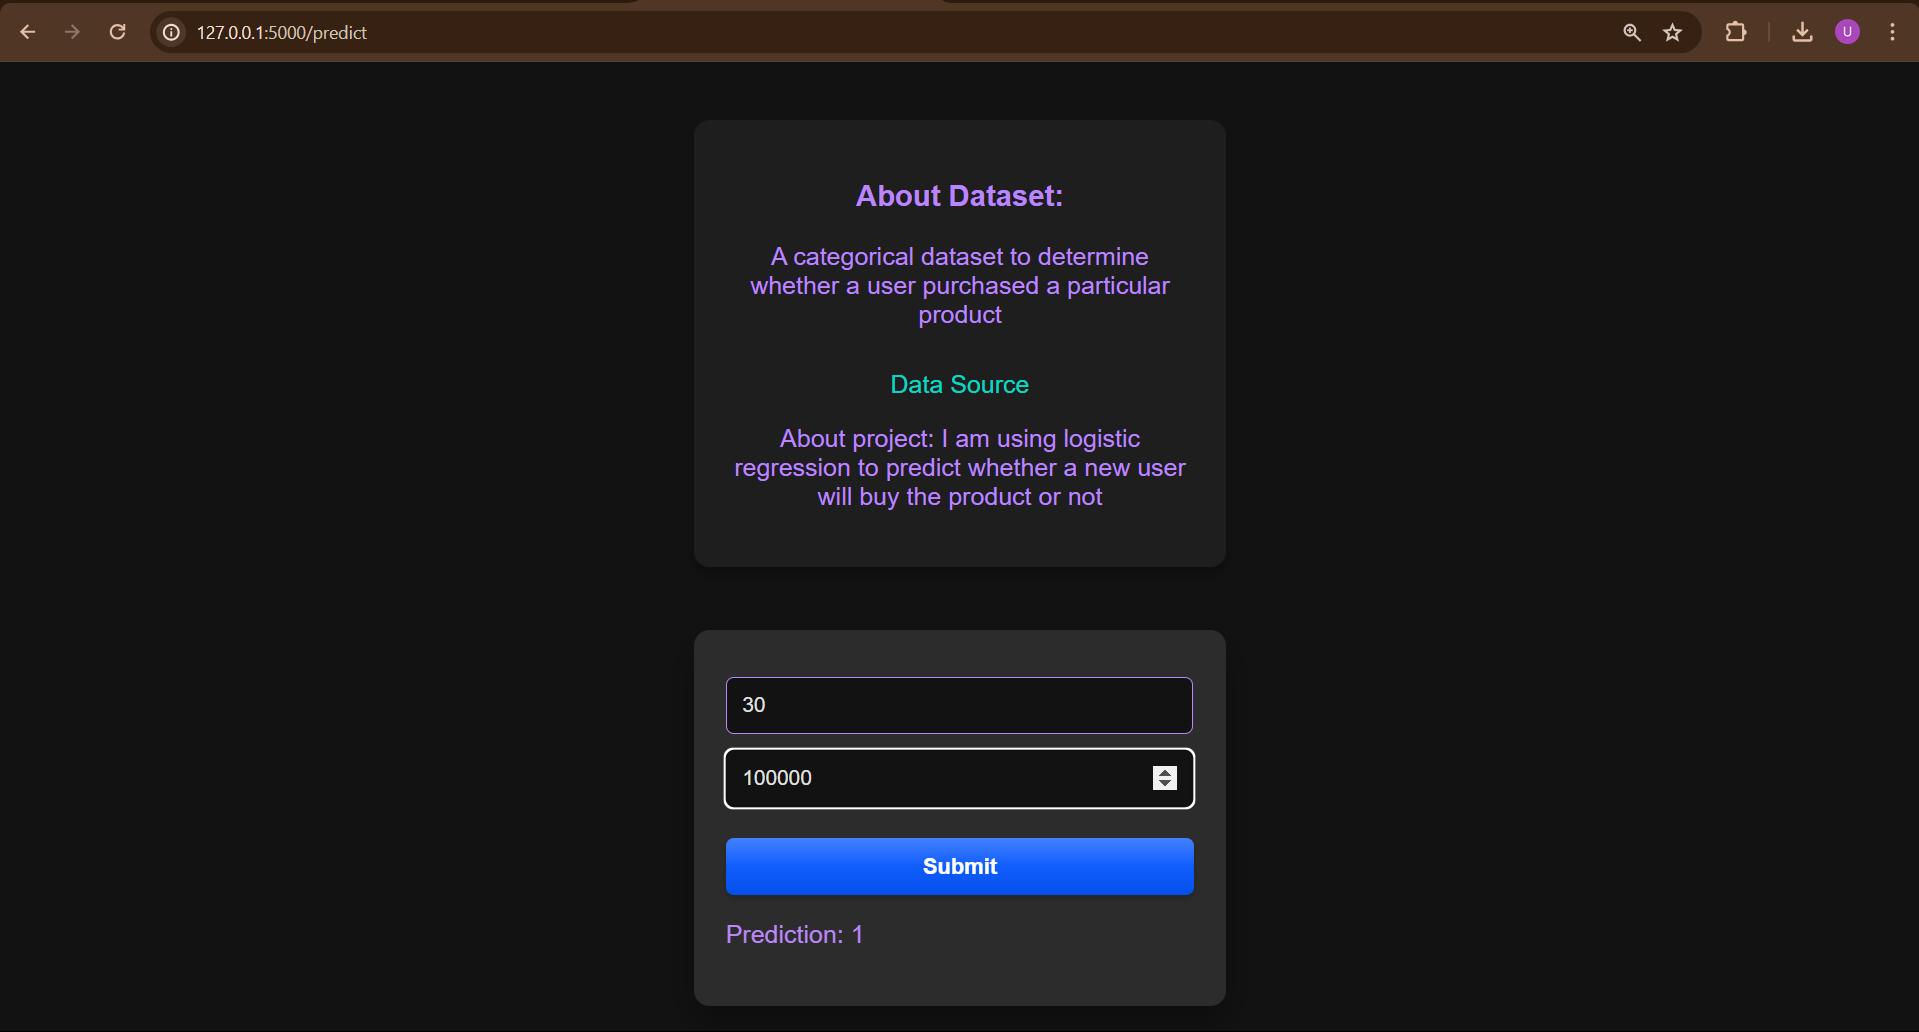 127.0.0.1:5000/predict
U
About Dataset:
A categorical dataset to determine
whether a user purchased a particular
product
Data Source
About project: I am using logistic
regression to predict whether a new user
will buy the product or not
30
100000
Submit
Prediction: 1